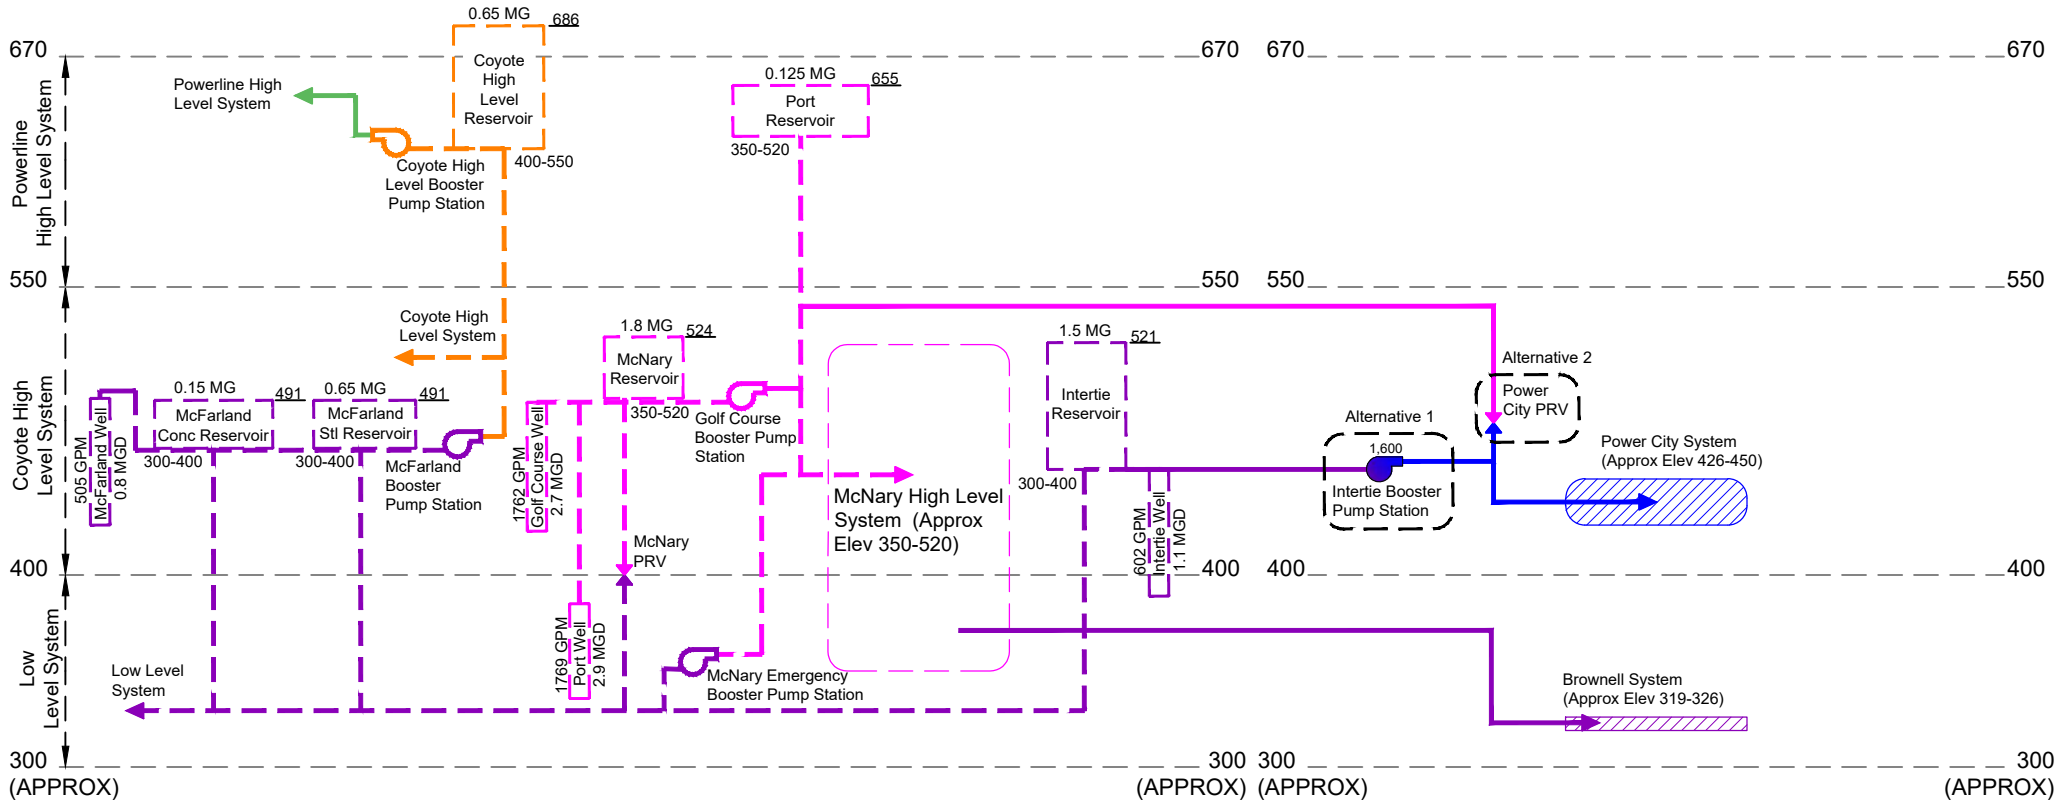 0.65 MG
686
670
670
670
670
Coyote
High
Level
Reservoir
Powerline High
Level System
0.125 MG
655
Port
Reservoir
350-520
400-550
Coyote High
Level Booster
Pump Station
Powerline
High Level System
550
550
550
550
Coyote High
Level System
1.8 MG
524
McNary
Reservoir
350-520
1.5 MG
521
Intertie
Reservoir
300-400
Alternative 2
Power
City PRV
0.15 MG
491
McFarland
Conc Reservoir
300-400
0.65 MG
491
McFarland
Stl Reservoir
300-400
McFarland
Booster
Pump Station
Golf Course
Booster Pump
Station
Alternative 1
1,600
Intertie Booster
Pump Station
Power City System
(Approx Elev 426-450)
505 GPM
McFarland Well
0.8 MGD
1762 GPM
Golf Course Well
2.7 MGD
McNary High Level
System (Approx
Elev 350-520)
602 GPM
Intertie Well
1.1 MGD
Coyote High
Level System
McNary
PRV
400
400
400
400
1769 GPM
Port Well
2.9 MGD
Low
Level System
Low Level
System
McNary Emergency
Booster Pump Station
Brownell System
(Approx Elev 319-326)
300
(APPROX)
300
(APPROX)
300
(APPROX)
300
(APPROX)